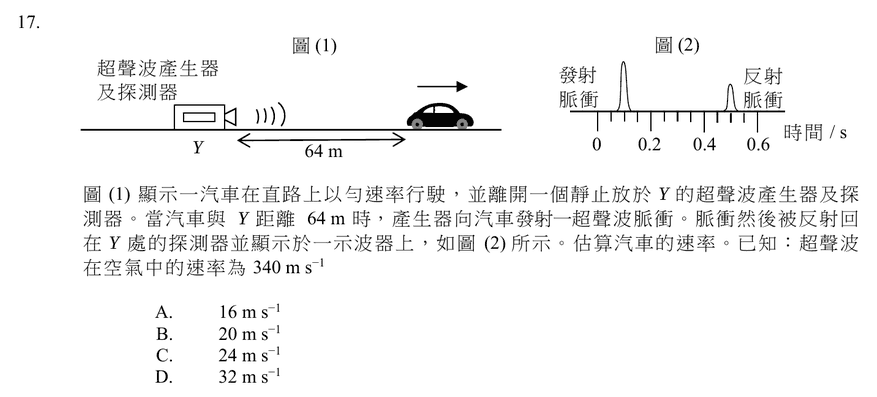 17.
圖 (1)
圖 (2)
超聲波產生器
及探測器
發射
脈衝
反射
脈衝
Y
64 m
0 0.2 0.4 0.6
時間 / s
圖 (1) 顯示一汽車在直路上以勻速率行駛，並離開一個靜止放於 Y 的超聲波產生器及探
測器。當汽車與 Y 距離 64 m 時，產生器向汽車發射一超聲波脈衝。脈衝然後被反射回
在 Y 處的探測器並顯示於一示波器上，如圖 (2) 所示。估算汽車的速率。已知：超聲波
在空氣中的速率為 340 m s⁻¹
A. 16 m s⁻¹
B. 20 m s⁻¹
C. 24 m s⁻¹
D. 32 m s⁻¹